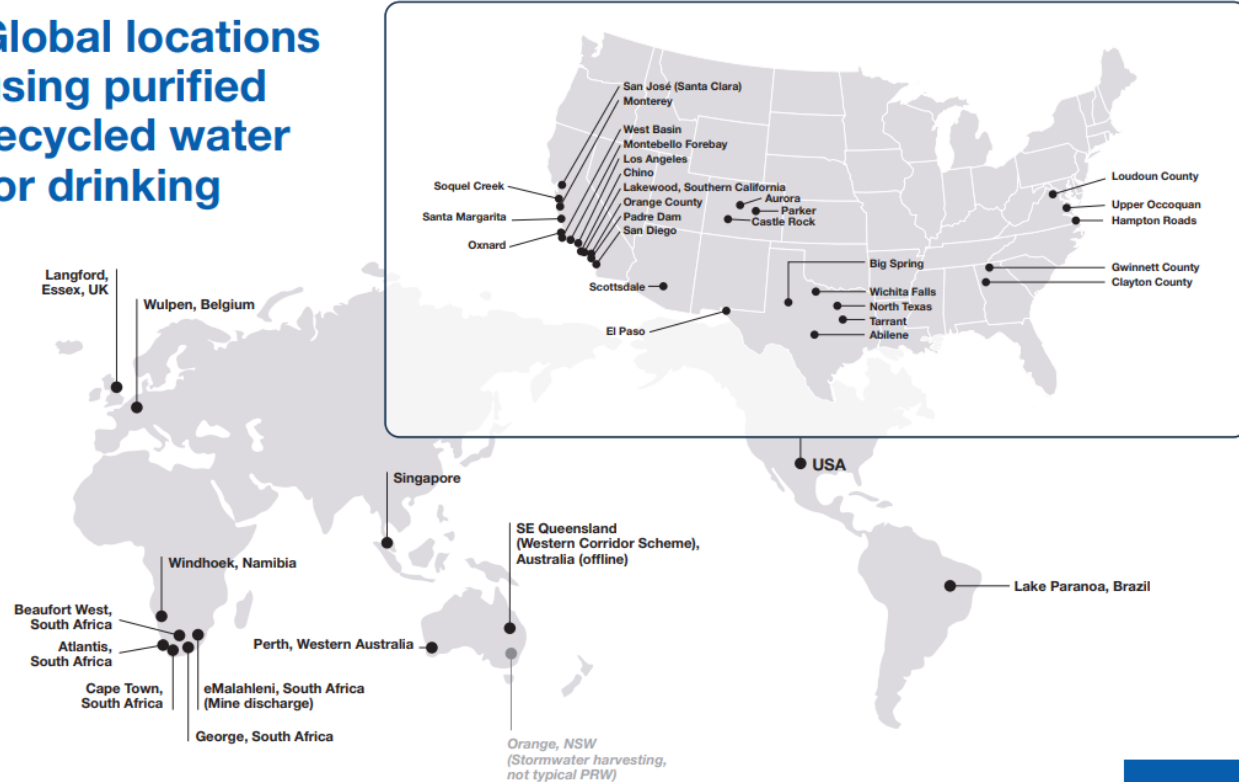 Global locations
sing purified
ecycled water
or drinking
San José (Santa Clara)
Monterey
West Basin
Montebello Forebay
Los Angeles
Chino
Lakewood, Southern California
Orange County
Padre Dam
San Diego
Soquel Creek
Santa Margarita
Oxnard
Aurora
Parker
Castle Rock
Scottsdale
El Paso
Big Spring
Wichita Falls
North Texas
Tarrant
Abilene
Loudoun County
Upper Occoquan
Hampton Roads
Gwinnett County
Clayton County
Langford,
Essex, UK
Wulpen, Belgium
USA
Singapore
SE Queensland
(Western Corridor Scheme),
Australia (offline)
Windhoek, Namibia
Lake Paranoa, Brazil
Beaufort West,
South Africa
Atlantis,
South Africa
Perth, Western Australia
Cape Town,
South Africa
eMalahleni, South Africa
(Mine discharge)
George, South Africa
Orange, NSW
(Stormwater harvesting,
not typical PRW)